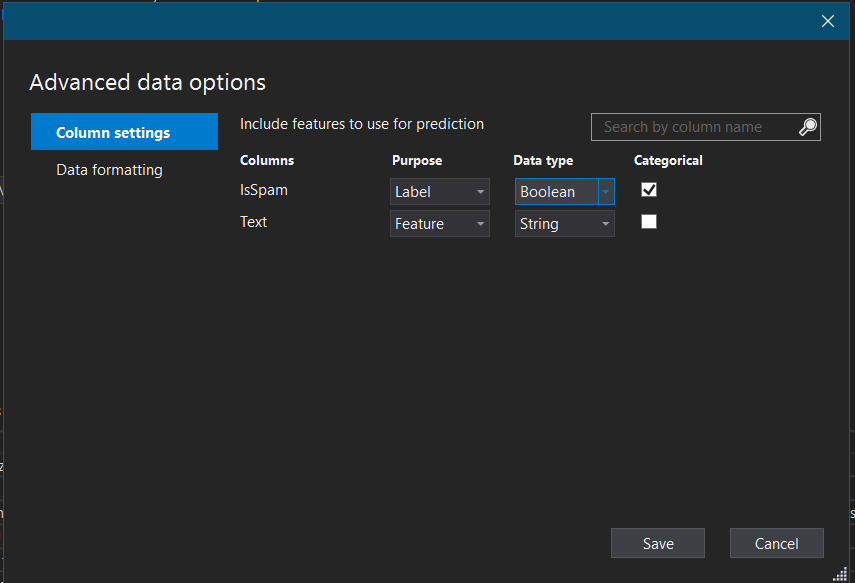 Advanced data options
Column settings
Data formatting
Include features to use for prediction
Search by column name
Columns Purpose Data type Categorical
IsSpam Label Boolean
Text Feature String
Save Cancel